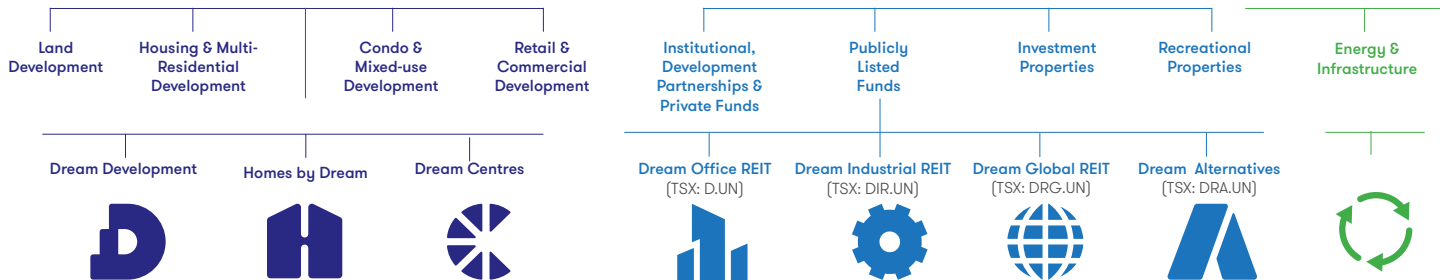 Land
Development
Housing & Multi-
Residential
Development
Condo &
Mixed-use
Development
Retail &
Commercial
Development
Institutional,
Development
Partnerships &
Private Funds
Publicly
Listed
Funds
Investment
Properties
Recreational
Properties
Energy &
Infrastructure
Dream Development
Homes by Dream
Dream Centres
Dream Office REIT
(TSX: D.UN)
Dream Industrial REIT
(TSX: DIR.UN)
Dream Global REIT
(TSX: DRG.UN)
Dream Alternatives
(TSX: DRA.UN)